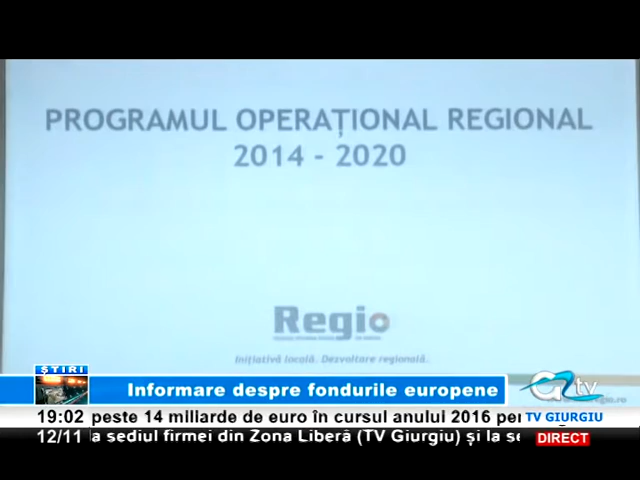 PROGRAMUL OPERAȚIONAL REGIONAL
2014 - 2020
Regio
Inițiativă locală. Dezvoltare regională.
ȘTIRI
Informare despre fondurile europene
tv
19:02 peste 14 miliarde de euro în cursul anului 2016 pe
TV GIURGIU
12/11 a sediul firmei din Zona Liberă (TV Giurgiu) și la se
DIRECT